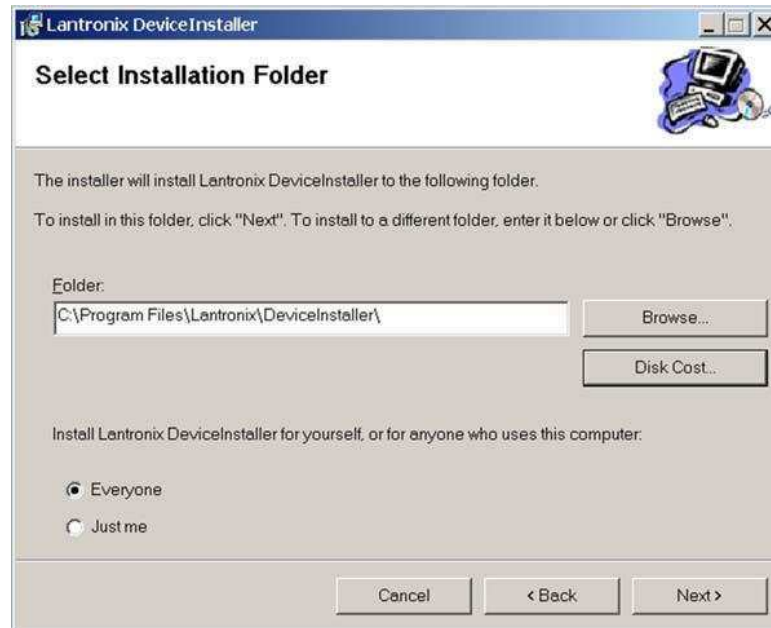 Lantronix DeviceInstaller
Select Installation Folder
The installer will install Lantronix DeviceInstaller to the following folder.
To install in this folder, click "Next". To install to a different folder, enter it below or click "Browse".
Folder:
C:\Program Files\Lantronix\DeviceInstaller\
Browse...
Disk Cost...
Install Lantronix DeviceInstaller for yourself, or for anyone who uses this computer:
Everyone
Just me
Cancel
< Back
Next >